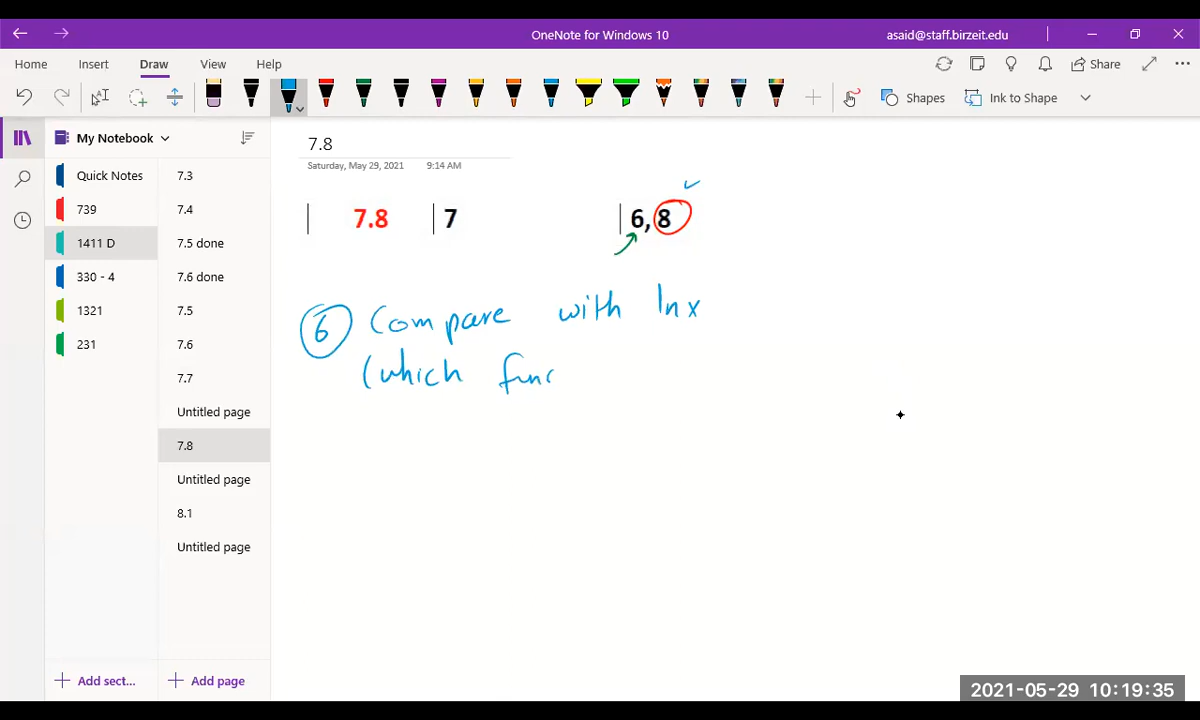 OneNote for Windows 10
asaid@staff.birzeit.edu
Home Insert Draw View Help
Share
Shapes Ink to Shape
My Notebook
Quick Notes
739
1411 D
330 - 4
1321
231
7.3
7.4
7.5 done
7.6 done
7.5
7.6
7.7
Untitled page
7.8
Untitled page
8.1
Untitled page
Add sect...
Add page
7.8
Saturday, May 29, 2021 9:14 AM
7.8 7 6, 8
6 Compare with ln x
(which func
2021-05-29 10:19:35